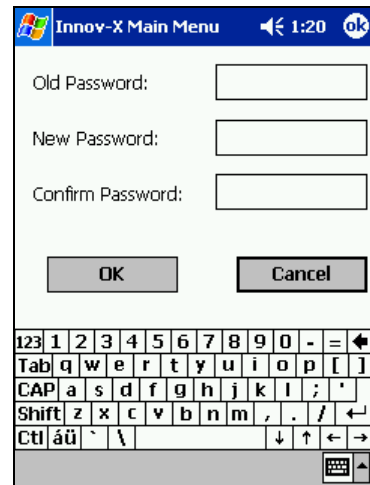 Innov-X Main Menu 1:20 ok
Old Password:
New Password:
Confirm Password:
OK Cancel
123 1 2 3 4 5 6 7 8 9 0 - = ←
Tab q w e r t y u i o p [ ]
CAP a s d f g h j k l ; '
Shift z x c v b n m , . / ↵
Ctl áü ` \ ↓ ↑ ← →